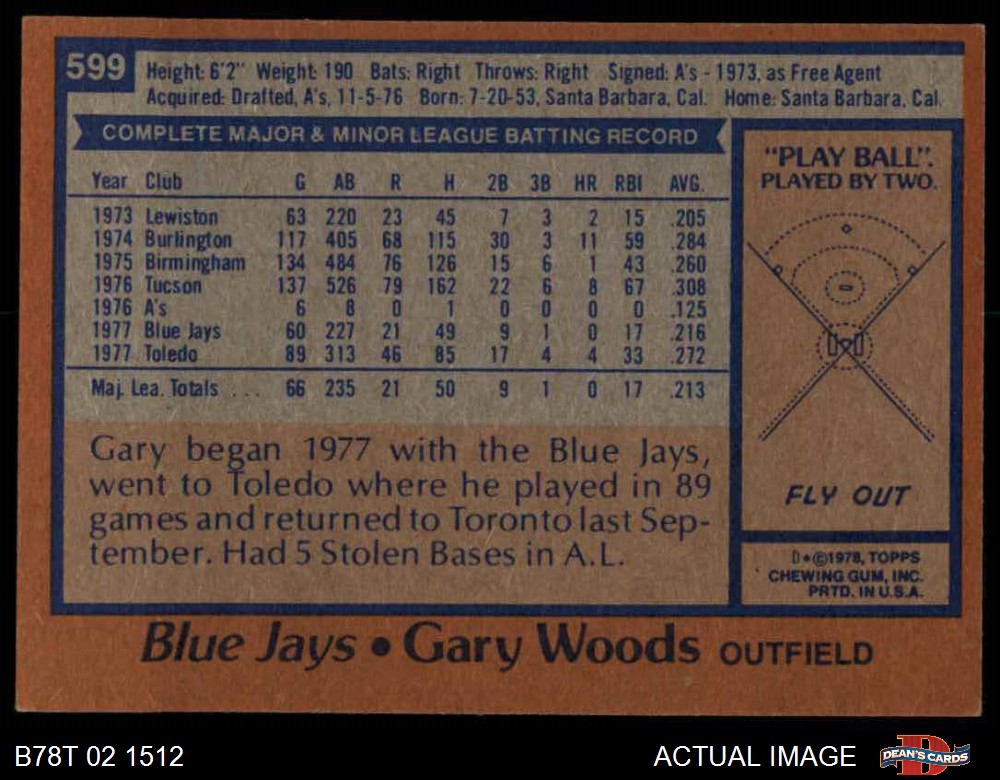 599
Height: 6'2" Weight: 190 Bats: Right Throws: Right Signed: A's - 1973, as Free Agent
Acquired: Drafted, A's, 11-5-76 Born: 7-20-53, Santa Barbara, Cal. Home: Santa Barbara, Cal.
COMPLETE MAJOR & MINOR LEAGUE BATTING RECORD
Year Club G AB R H 2B 3B HR RBI AVG.
1973 Lewiston 63 220 23 45 7 3 2 15 .205
1974 Burlington 117 405 68 115 30 3 11 59 .284
1975 Birmingham 134 484 76 126 15 6 1 43 .260
1976 Tucson 137 526 79 162 22 6 8 67 .308
1976 A's 6 8 0 1 0 0 0 0 .125
1977 Blue Jays 60 227 21 49 9 1 0 17 .216
1977 Toledo 89 313 46 85 17 4 4 33 .272
Maj. Lea. Totals ... 66 235 21 50 9 1 0 17 .213
Gary began 1977 with the Blue Jays,
went to Toledo where he played in 89
games and returned to Toronto last Sep-
tember. Had 5 Stolen Bases in A.L.
"PLAY BALL".
PLAYED BY TWO.
FLY OUT
D*©1978, TOPPS
CHEWING GUM, INC.
PRTD. IN U.S.A.
Blue Jays • Gary Woods OUTFIELD
B78T 02 1512
ACTUAL IMAGE
D
DEAN'S CARDS